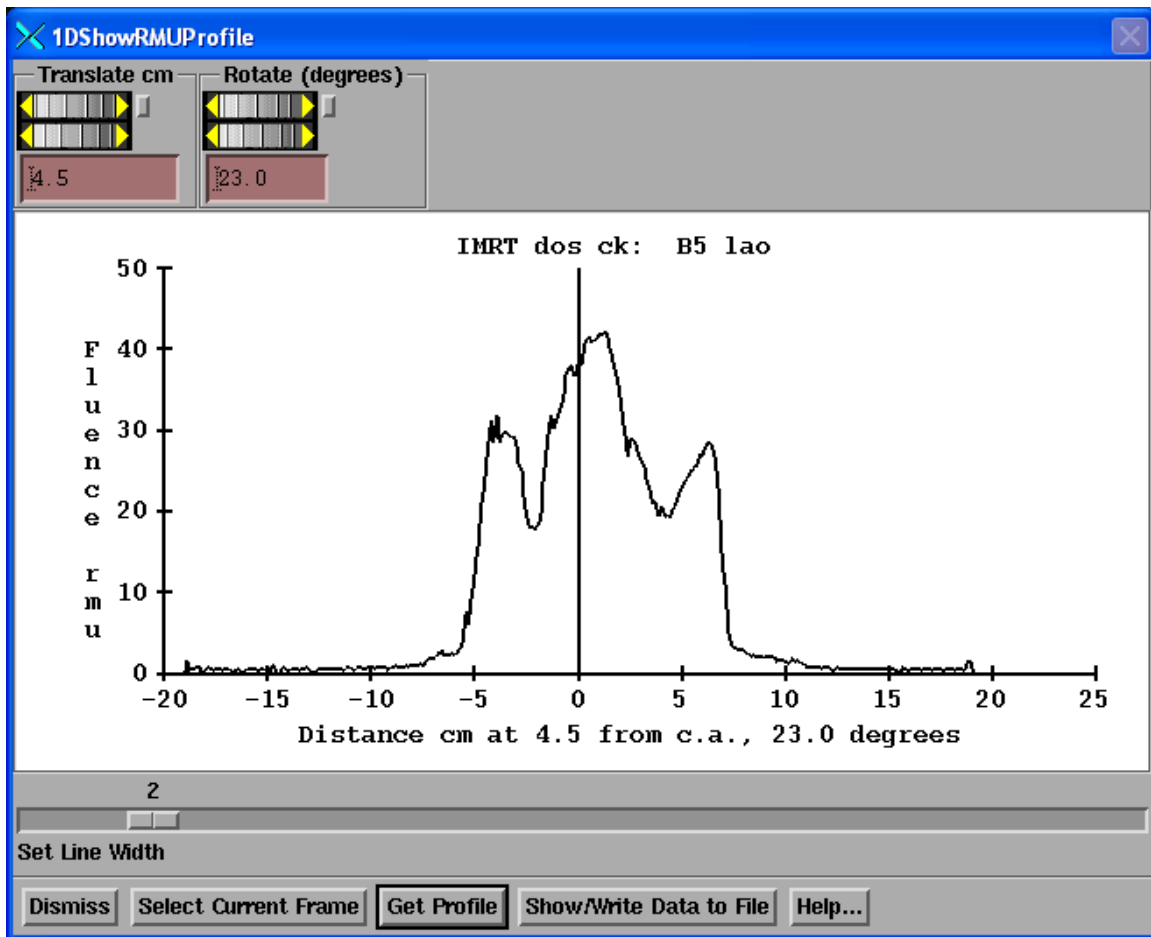 1DShowRMUProfile
Translate cm
Rotate (degrees)
4.5
23.0
IMRT dos ck:  B5 lao
50
40
30
20
10
0
Fluence rmu
-20 -15 -10 -5 0 5 10 15 20 25
Distance cm at 4.5 from c.a., 23.0 degrees
2
Set Line Width
Dismiss Select Current Frame Get Profile Show/Write Data to File Help...